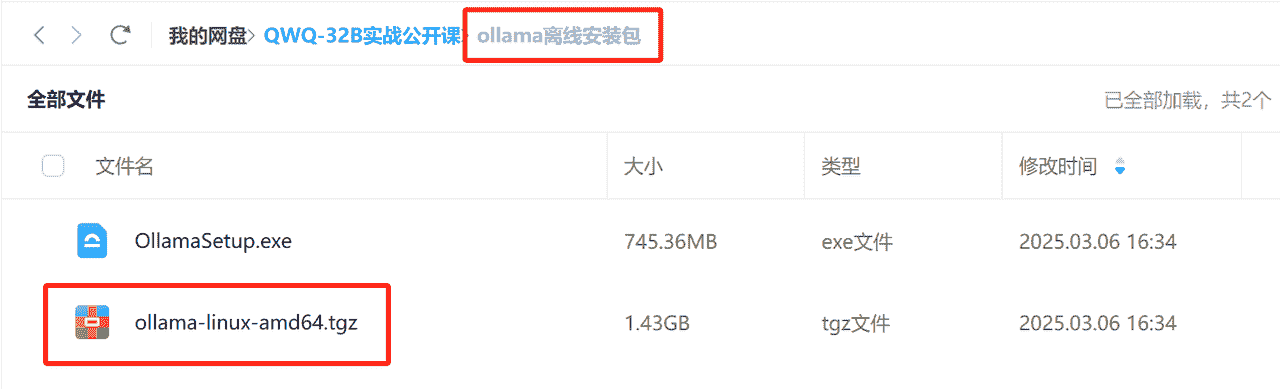 我的网盘> QWQ-32B实战公开课> ollama离线安装包
全部文件 已全部加载，共2个
文件名 大小 类型 修改时间
OllamaSetup.exe 745.36MB exe文件 2025.03.06 16:34
ollama-linux-amd64.tgz 1.43GB tgz文件 2025.03.06 16:34